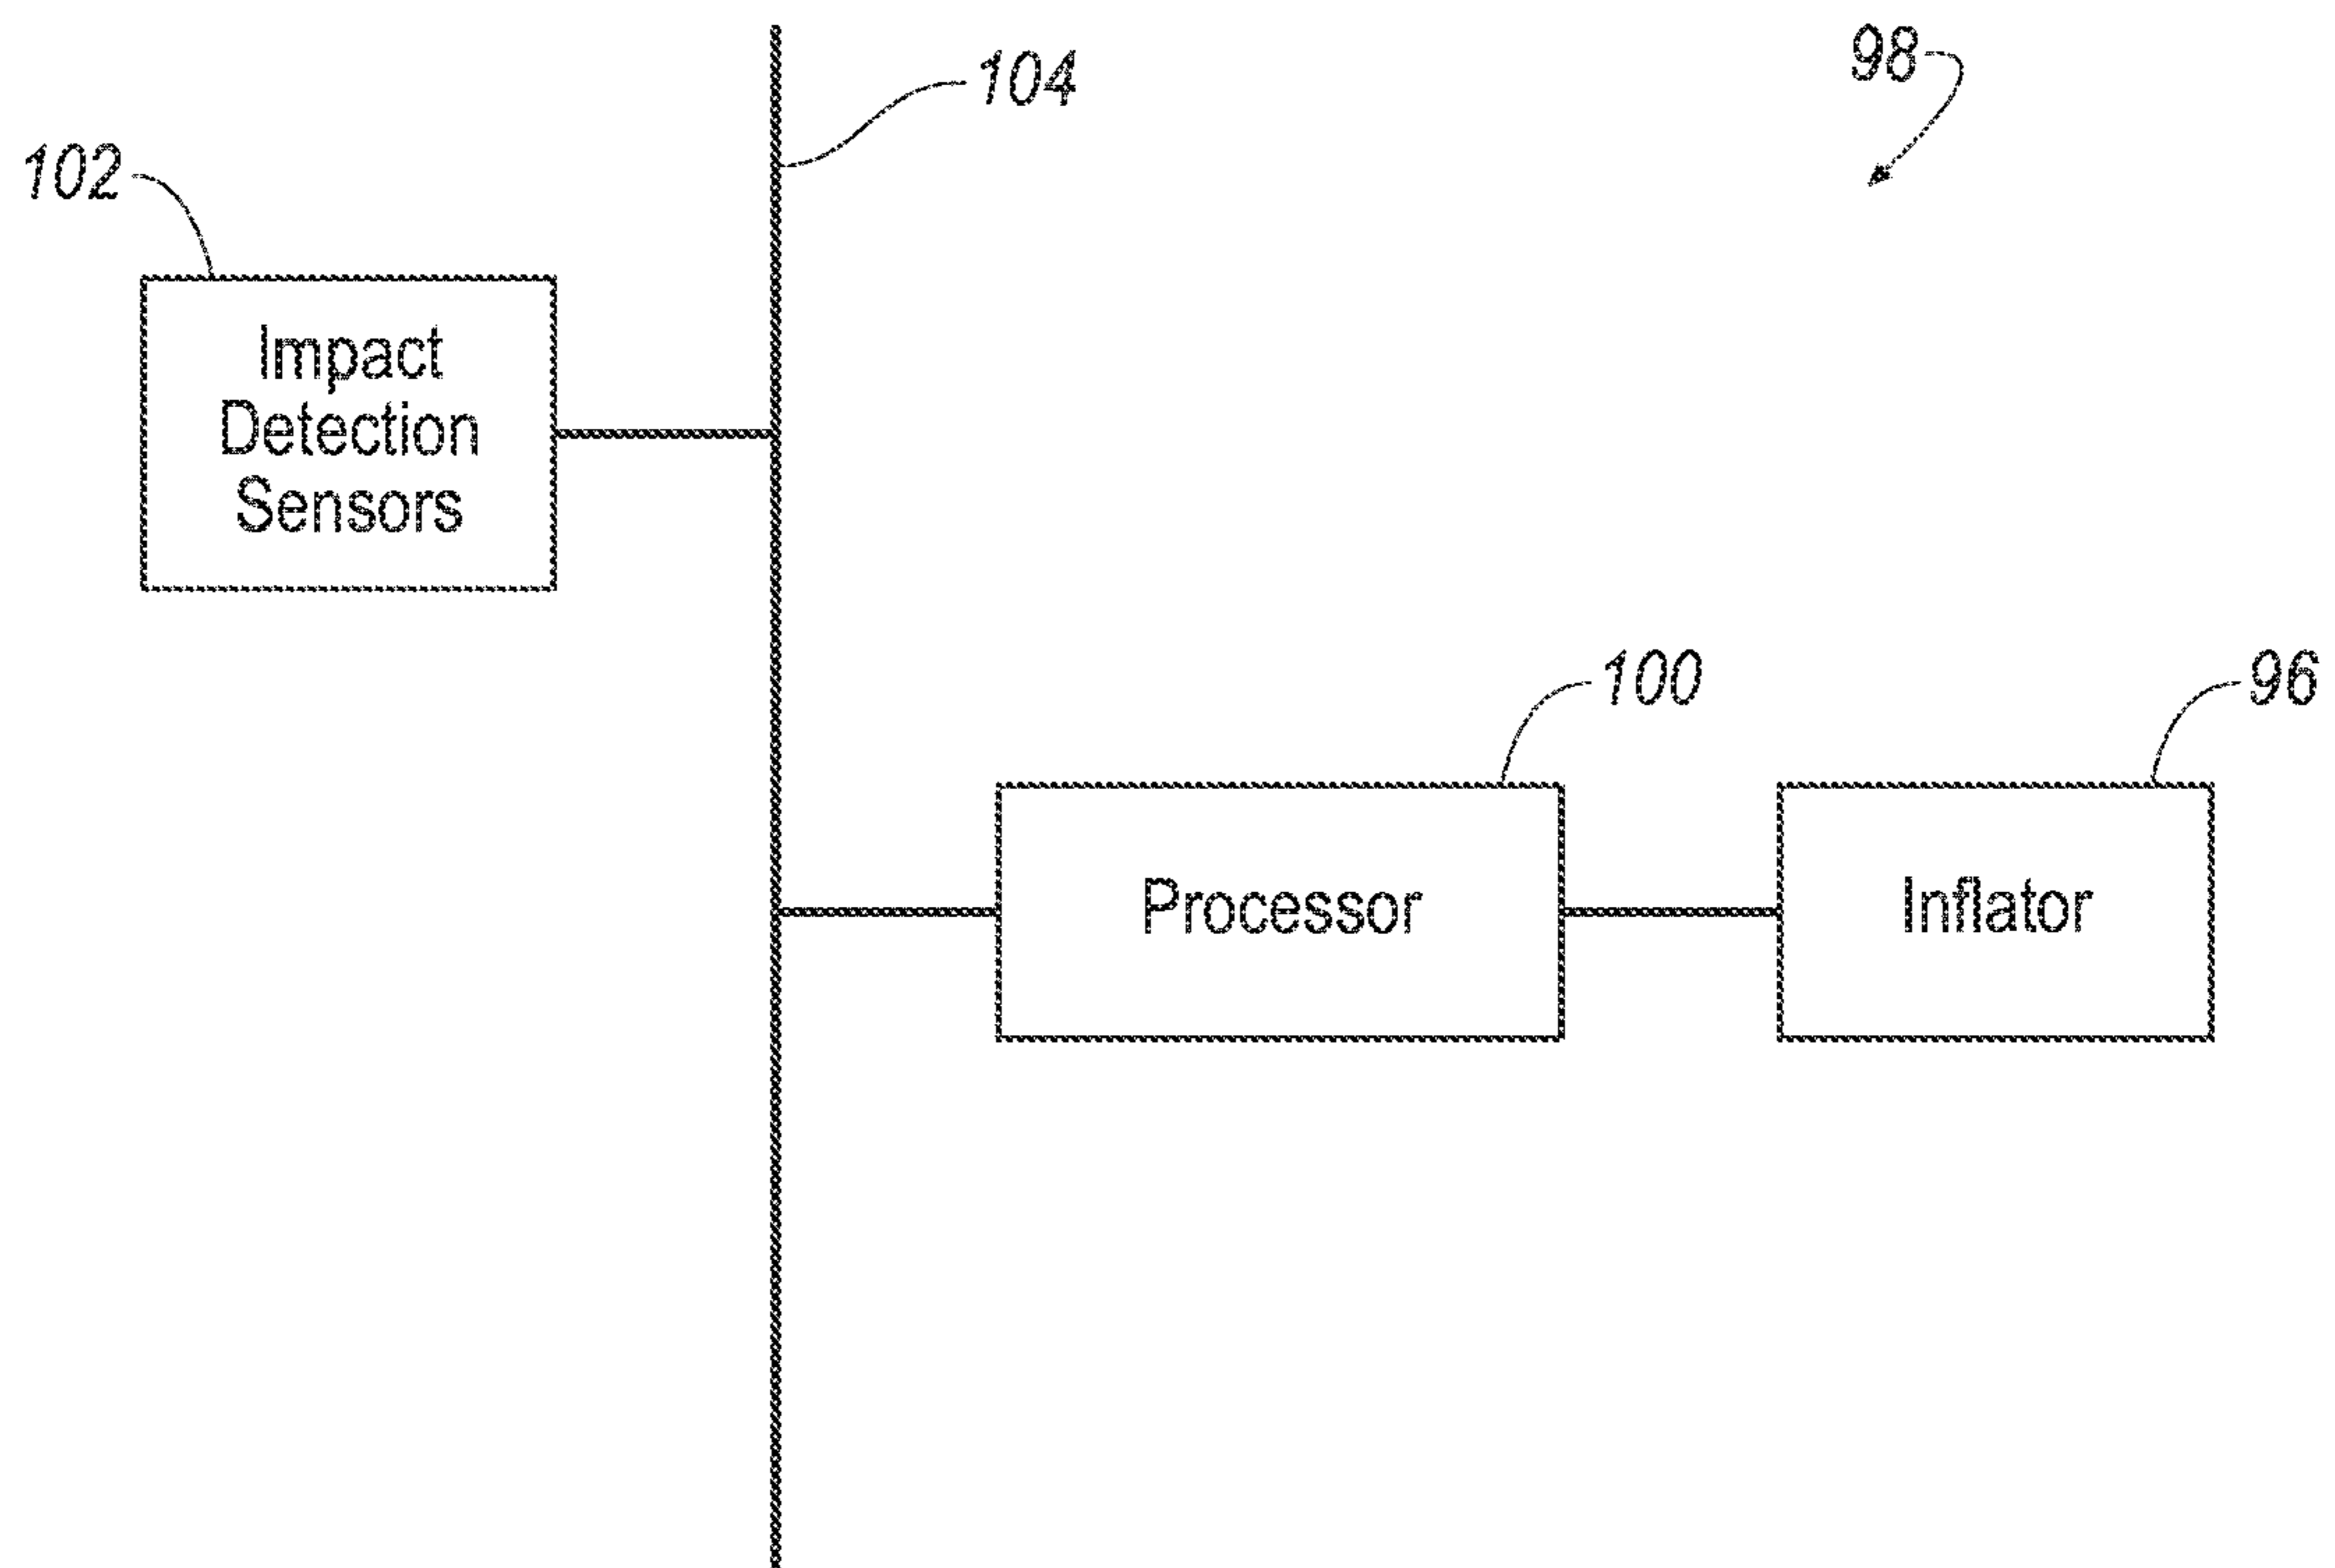 98
104
102
Impact
Detection
Sensors
100
96
Processor
Inflator